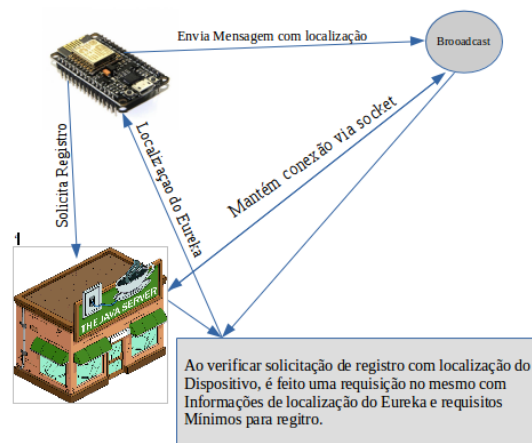 Envia Mensagem com localização
Brooadcast
Solicita Registro
Localização do Eureka
Mantém conexão via socket
THE JAVA SERVER
Ao verificar solicitação de registro com localização do
Dispositivo, é feito uma requisição no mesmo com
Informações de localização do Eureka e requisitos
Mínimos para regitro.